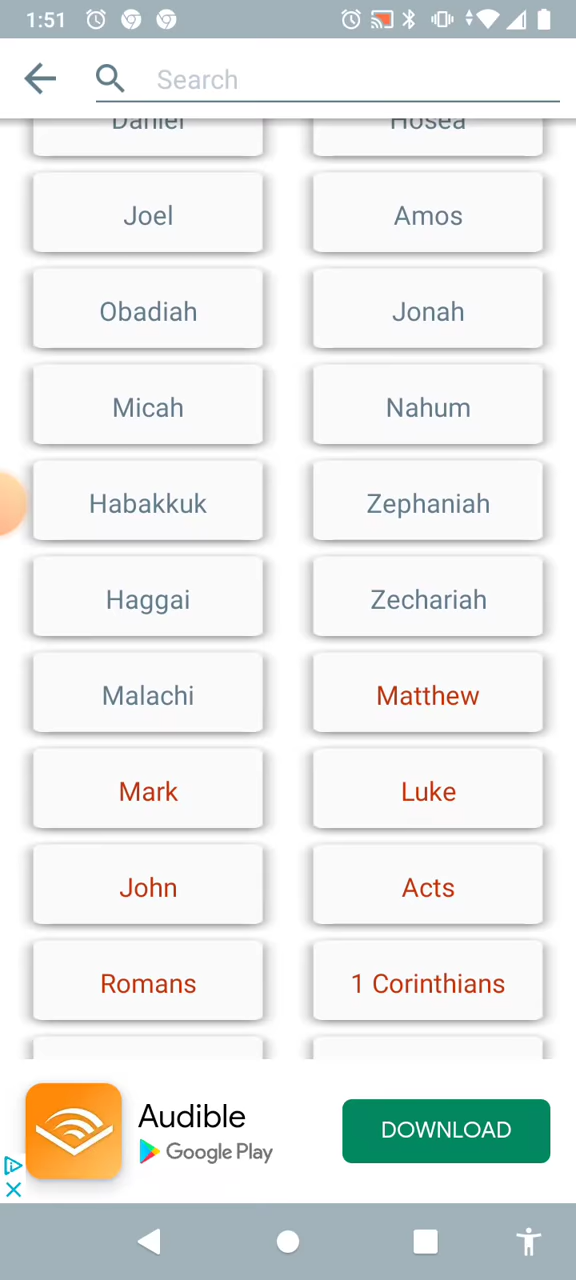 1:51
Search
Daniel Hosea
Joel Amos
Obadiah Jonah
Micah Nahum
Habakkuk Zephaniah
Haggai Zechariah
Malachi Matthew
Mark Luke
John Acts
Romans 1 Corinthians
Audible
Google Play
DOWNLOAD